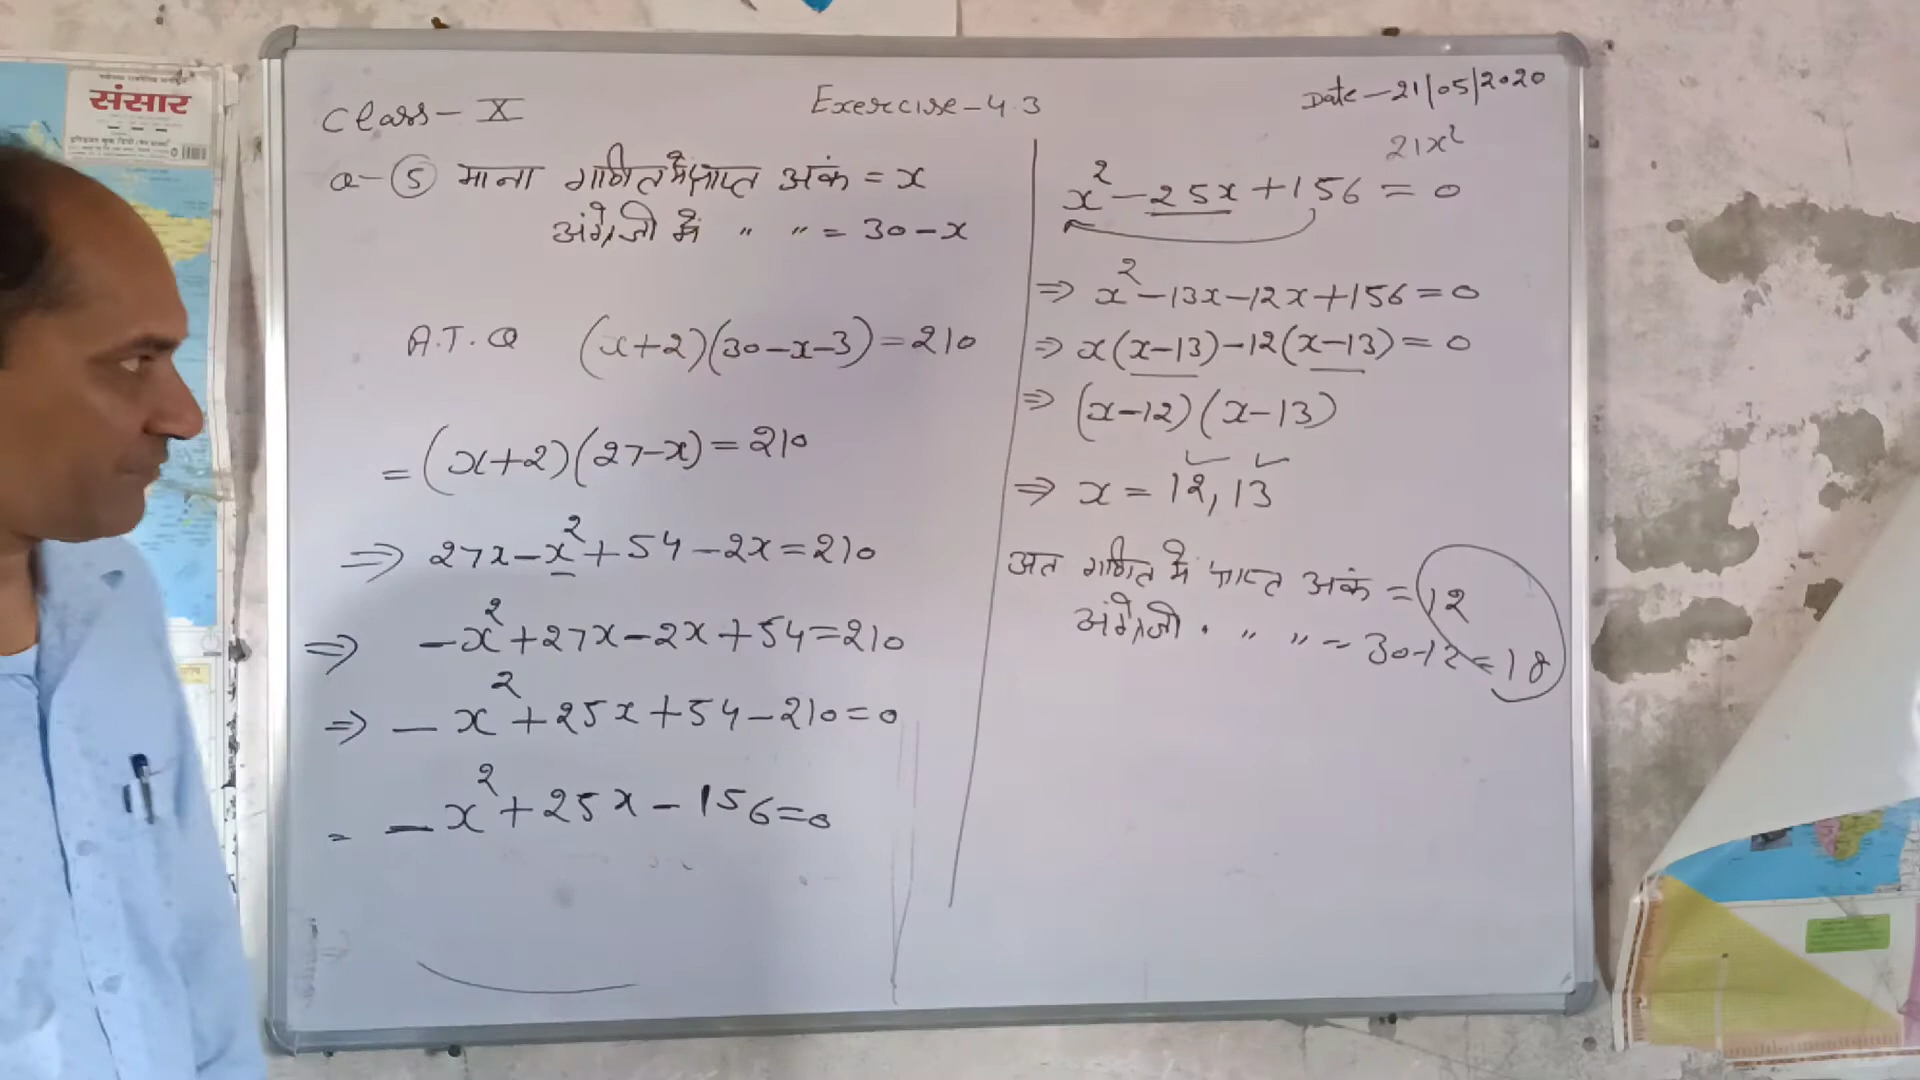 संसार
Class - X
Exercise - 4.3
Date - 21/05/2020
Q - ⑤ माना गणित में प्राप्त अंक = x
अंग्रेजी में " " = 30 - x
A.T.Q (x+2)(30-x-3) = 210
= (x+2)(27-x) = 210
⇒ 27x - x² + 54 - 2x = 210
⇒ -x² + 27x - 2x + 54 = 210
⇒ -x² + 25x + 54 - 210 = 0
= -x² + 25x - 156 = 0
21x²
x² - 25x + 156 = 0
⇒ x² - 13x - 12x + 156 = 0
⇒ x(x-13) - 12(x-13) = 0
⇒ (x-12)(x-13)
⇒ x = 12, 13
अत गणित में प्राप्त अंक = 12
अंग्रेजी . " " = 30-12 = 18